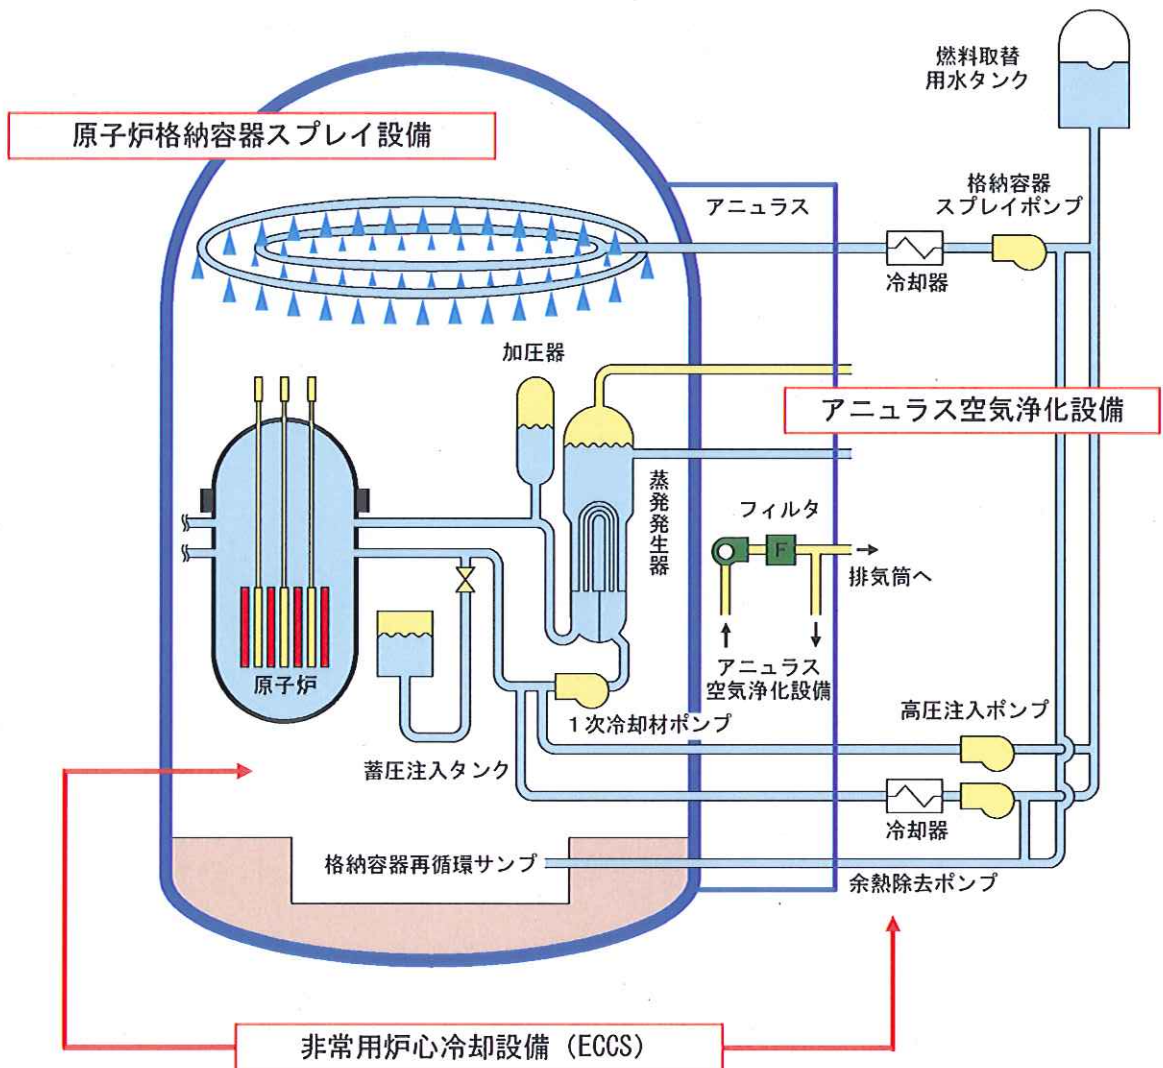 燃料取替
用水タンク
原子炉格納容器スプレイ設備
格納容器
スプレイポンプ
アニュラス
冷却器
加圧器
アニュラス空気浄化設備
蒸発発生器
フィルタ
F
→
排気筒へ
原子炉
アニュラス
空気浄化設備
1次冷却材ポンプ
高圧注入ポンプ
蓄圧注入タンク
冷却器
格納容器再循環サンプ
余熱除去ポンプ
非常用炉心冷却設備(ECCS)